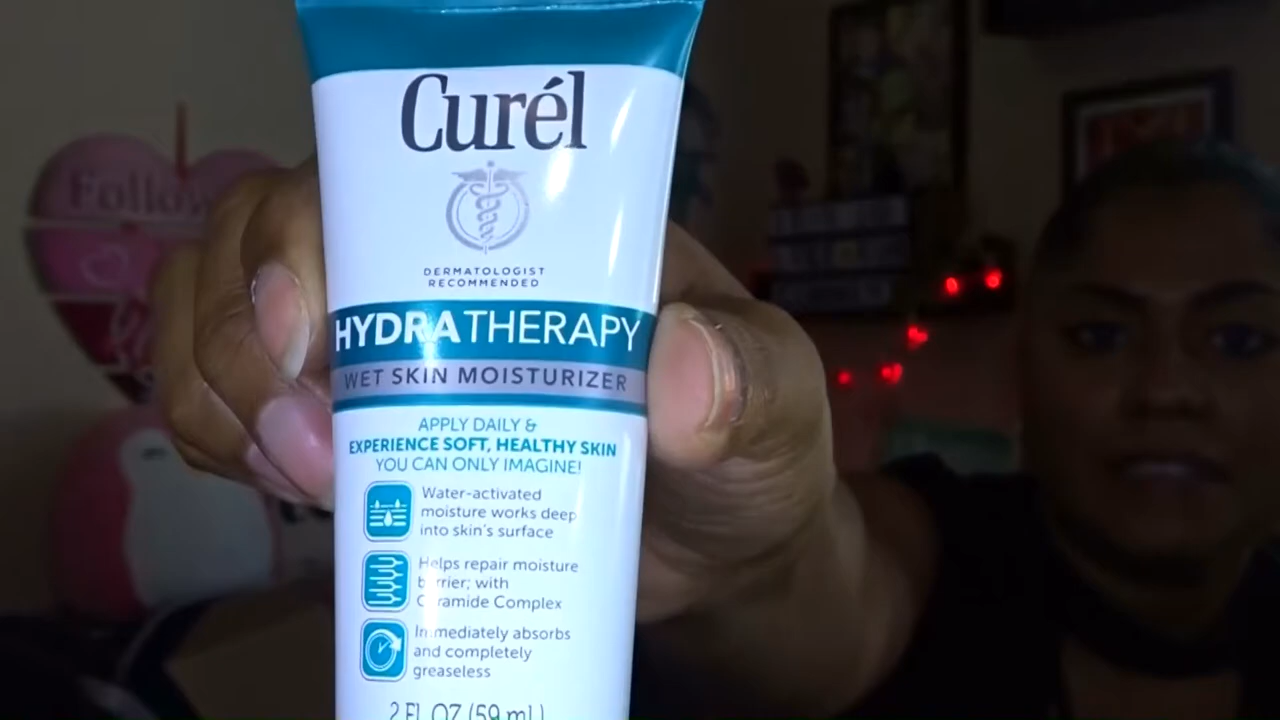 Follow
Curél
DERMATOLOGIST
RECOMMENDED
HYDRATHERAPY
WET SKIN MOISTURIZER
APPLY DAILY &
EXPERIENCE SOFT, HEALTHY SKIN
YOU CAN ONLY IMAGINE!
Water-activated
moisture works deep
into skin's surface
Helps repair moisture
barrier; with
Ceramide Complex
Immediately absorbs
and completely
greaseless
2 FL OZ (59 mL)